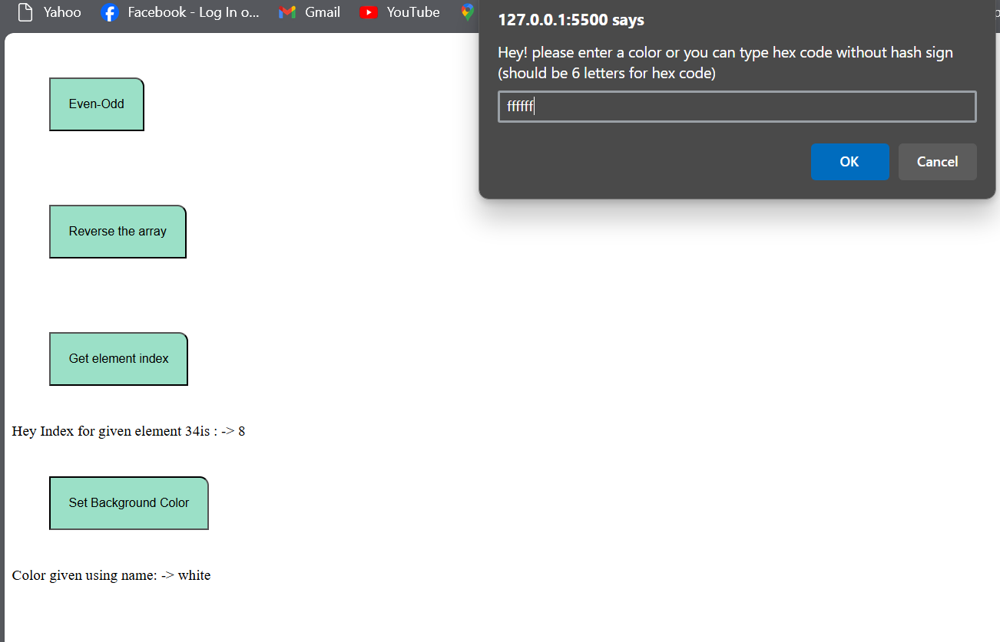 Yahoo
Facebook - Log In o...
Gmail
YouTube
127.0.0.1:5500 says
Hey! please enter a color or you can type hex code without hash sign
(should be 6 letters for hex code)
ffffff
OK
Cancel
Even-Odd
Reverse the array
Get element index
Hey Index for given element 34is : -> 8
Set Background Color
Color given using name: -> white